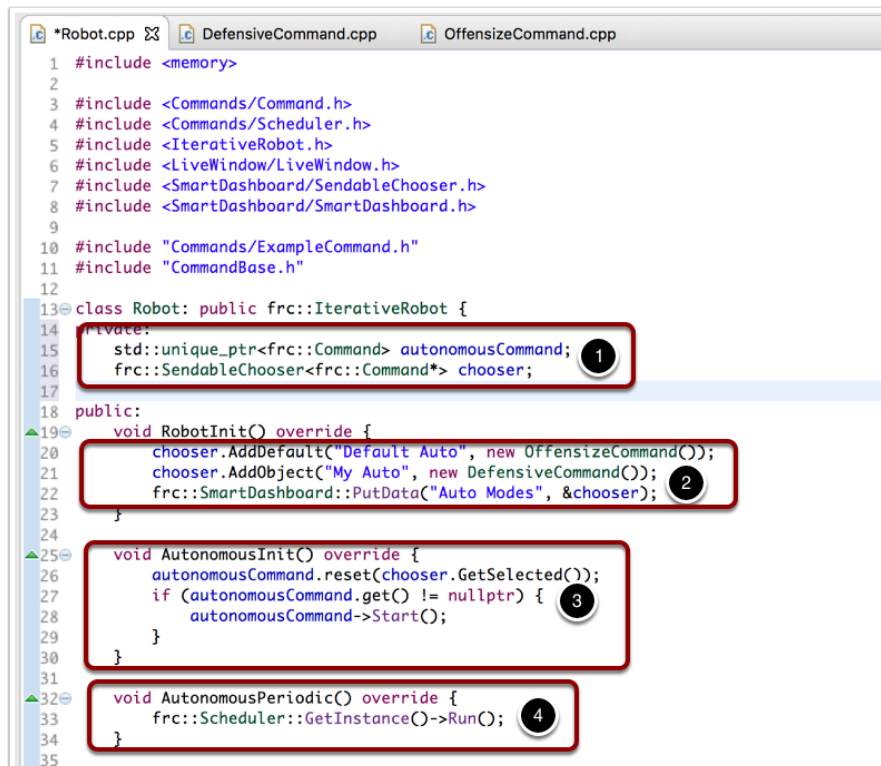 *Robot.cpp DefensiveCommand.cpp OffensizeCommand.cpp
1 #include <memory>
2
3 #include <Commands/Command.h>
4 #include <Commands/Scheduler.h>
5 #include <IterativeRobot.h>
6 #include <LiveWindow/LiveWindow.h>
7 #include <SmartDashboard/SendableChooser.h>
8 #include <SmartDashboard/SmartDashboard.h>
9
10 #include "Commands/ExampleCommand.h"
11 #include "CommandBase.h"
12
13 class Robot: public frc::IterativeRobot {
14 private:
15 std::unique_ptr<frc::Command> autonomousCommand; 1
16 frc::SendableChooser<frc::Command*> chooser;
17
18 public:
19 void RobotInit() override {
20 chooser.AddDefault("Default Auto", new OffensizeCommand());
21 chooser.AddObject("My Auto", new DefensiveCommand()); 2
22 frc::SmartDashboard::PutData("Auto Modes", &chooser);
23 }
24
25 void AutonomousInit() override {
26 autonomousCommand.reset(chooser.GetSelected());
27 if (autonomousCommand.get() != nullptr) { 3
28 autonomousCommand->Start();
29 }
30 }
31
32 void AutonomousPeriodic() override {
33 frc::Scheduler::GetInstance()->Run(); 4
34 }
35